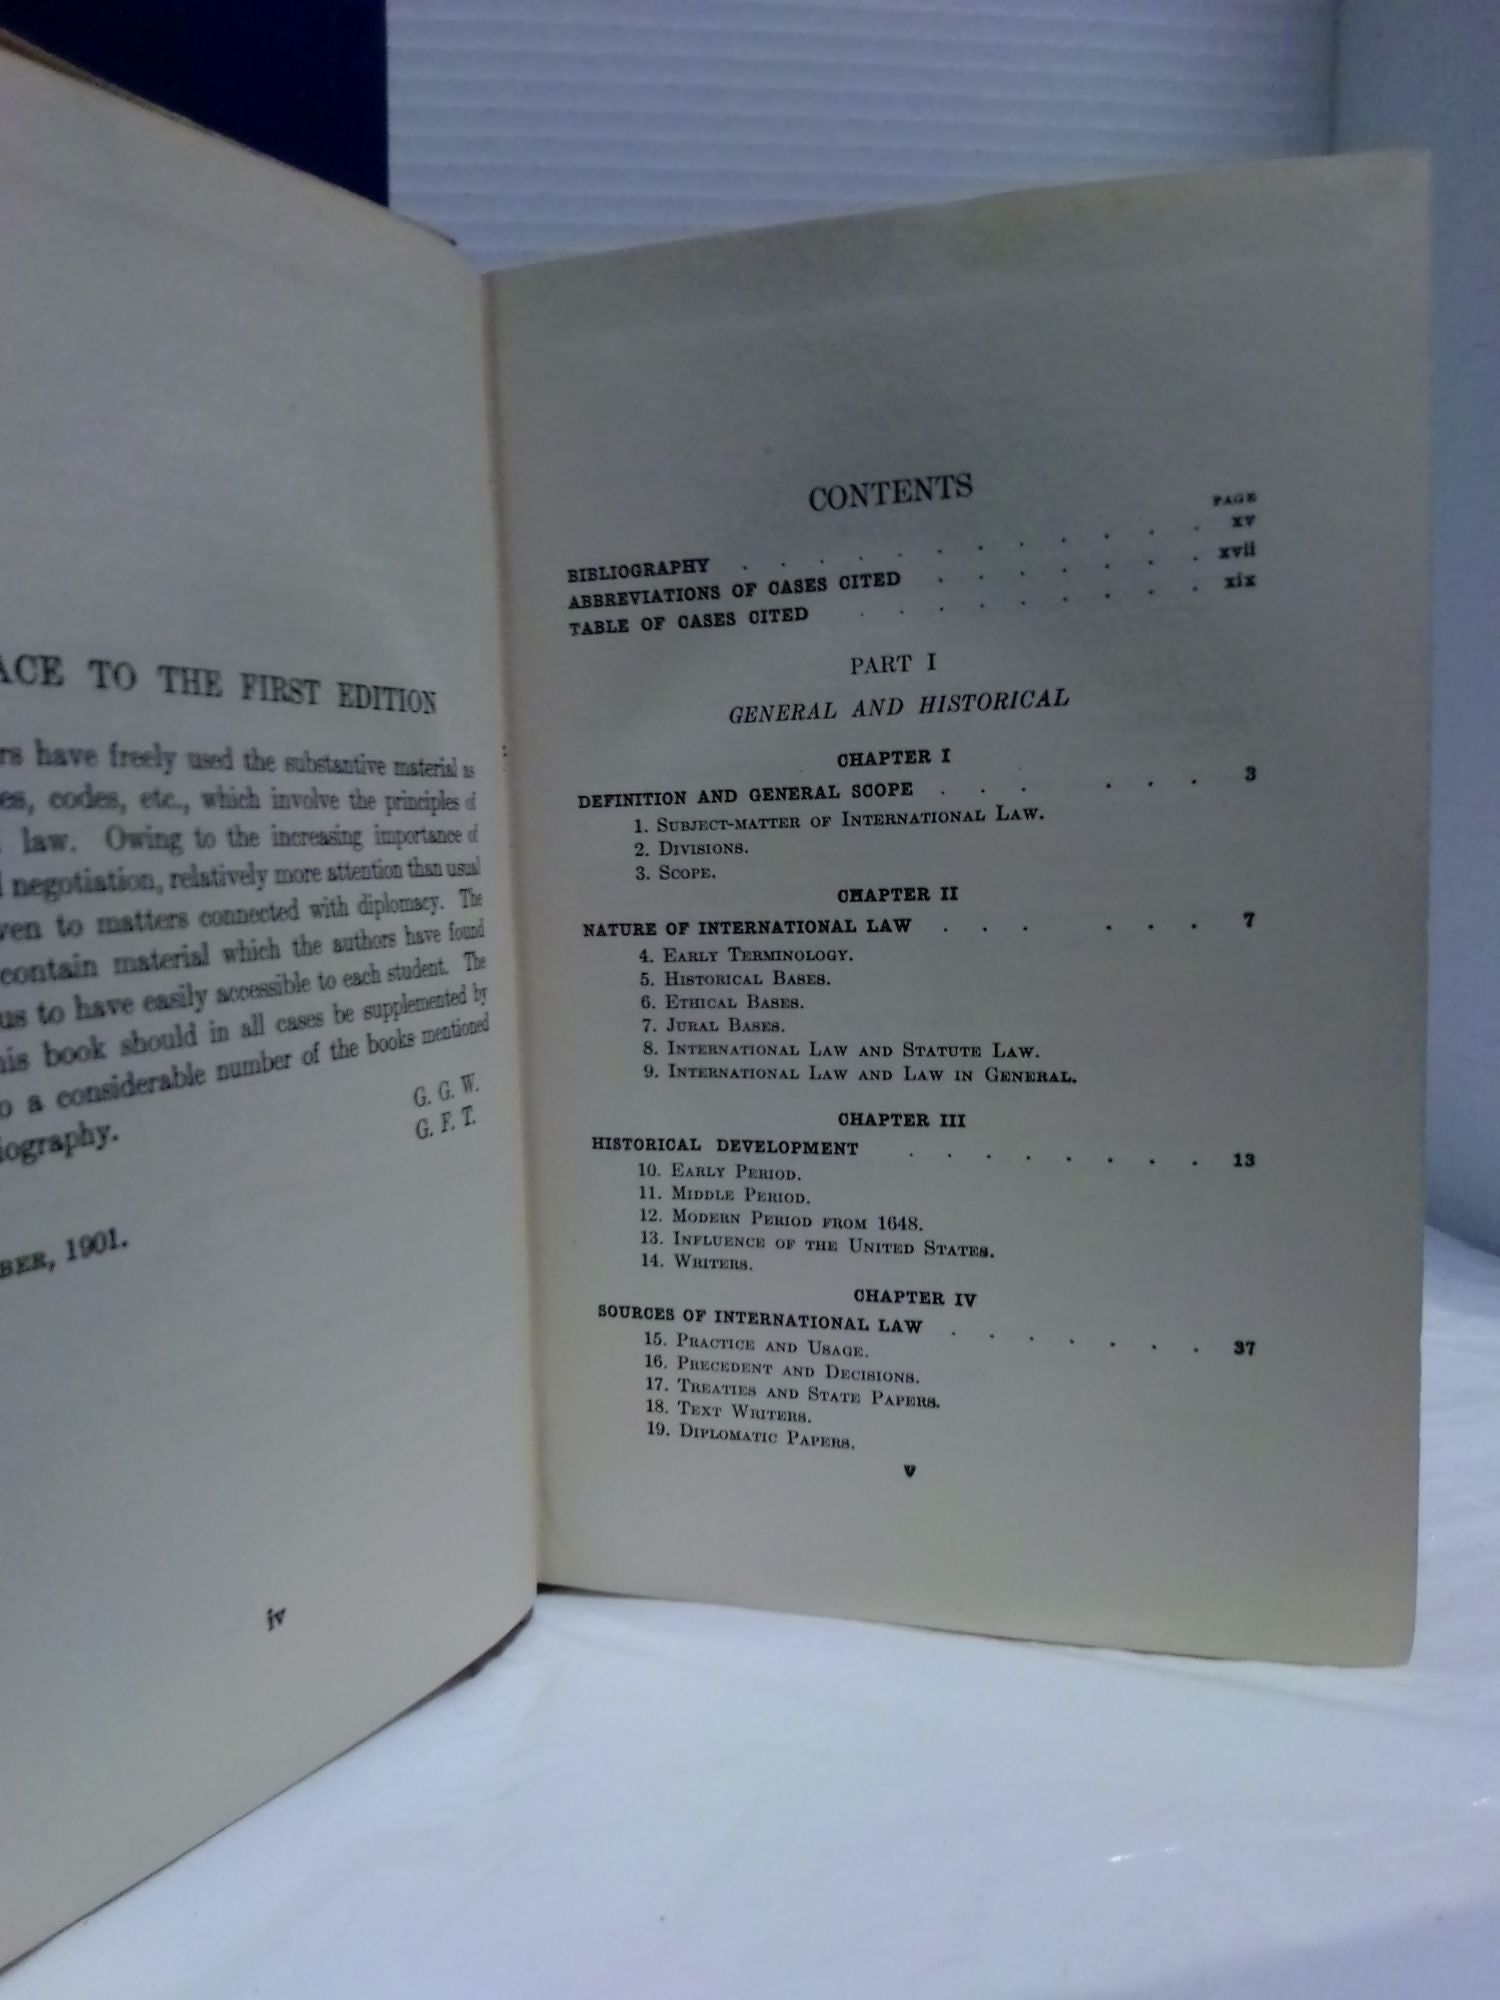 ACE TO THE FIRST EDITION
have freely used the substantive material as
codes, etc., which involve the principles of
law. Owing to the increasing importance of
negotiation, relatively more attention than usual
to matters connected with diplomacy. The
contain material which the authors have found
us to have easily accessible to each student. The
book should in all cases be supplemented by
a considerable number of the books mentioned
iography.
G. G. W.
G. F. T.
BER, 1901.
iv
CONTENTS
PAGE
BIBLIOGRAPHY . . . . . . . . . . . xv
ABBREVIATIONS OF CASES CITED . . . . . . . xvii
TABLE OF CASES CITED . . . . . . . . . xix
PART I
GENERAL AND HISTORICAL
CHAPTER I
DEFINITION AND GENERAL SCOPE . . . . . . 3
1. SUBJECT-MATTER OF INTERNATIONAL LAW.
2. DIVISIONS.
3. SCOPE.
CHAPTER II
NATURE OF INTERNATIONAL LAW . . . . . . 7
4. EARLY TERMINOLOGY.
5. HISTORICAL BASES.
6. ETHICAL BASES.
7. JURAL BASES.
8. INTERNATIONAL LAW AND STATUTE LAW.
9. INTERNATIONAL LAW AND LAW IN GENERAL.
CHAPTER III
HISTORICAL DEVELOPMENT . . . . . . . . 13
10. EARLY PERIOD.
11. MIDDLE PERIOD.
12. MODERN PERIOD FROM 1648.
13. INFLUENCE OF THE UNITED STATES.
14. WRITERS.
CHAPTER IV
SOURCES OF INTERNATIONAL LAW . . . . . . . 37
15. PRACTICE AND USAGE.
16. PRECEDENT AND DECISIONS.
17. TREATIES AND STATE PAPERS.
18. TEXT WRITERS.
19. DIPLOMATIC PAPERS.
v